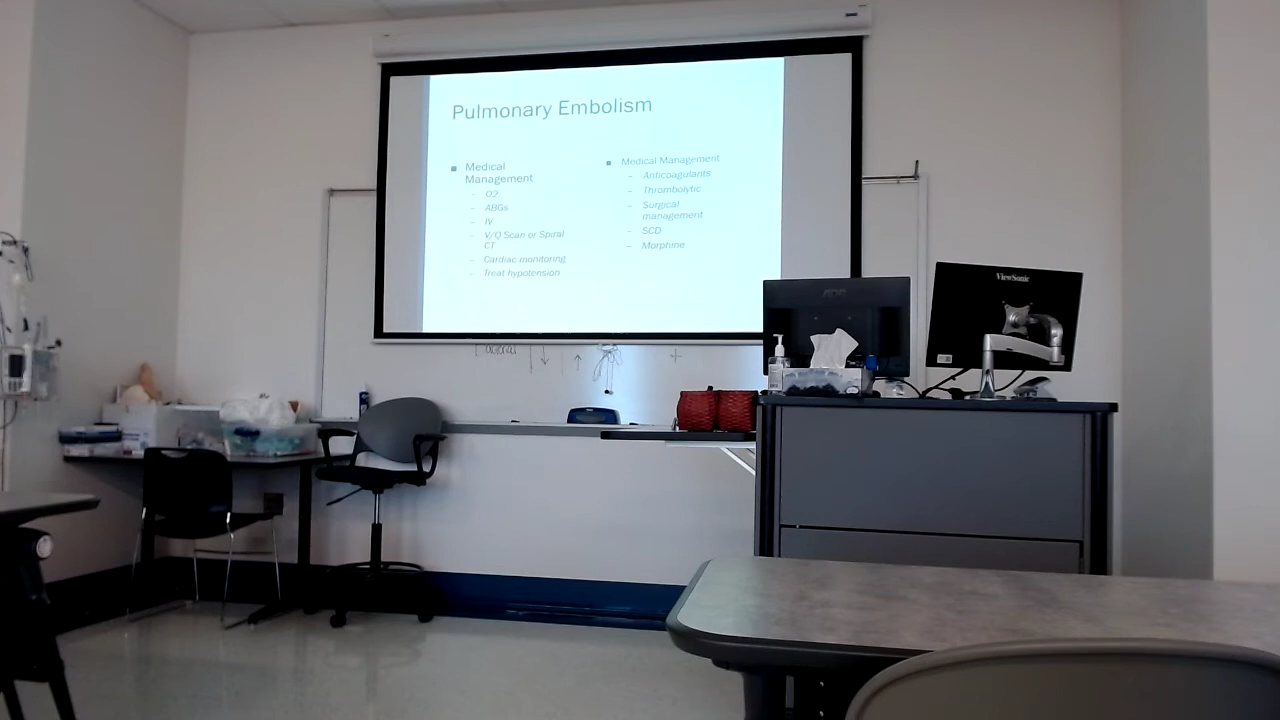 Pulmonary Embolism
Medical
Management
O2
ABGs
IV
V/Q Scan or Spiral
CT
Cardiac monitoring
Treat hypotension
Medical Management
Anticoagulants
Thrombolytic
Surgical
management
SCD
Morphine
AOC
ViewSonic